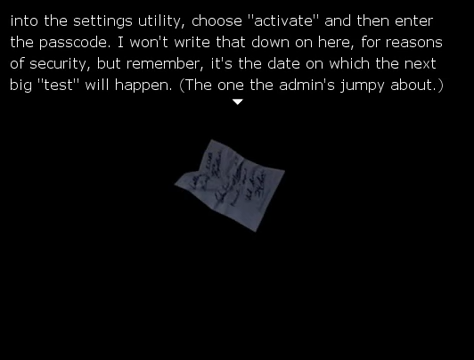 into the settings utility, choose "activate" and then enter
the passcode. I won't write that down on here, for reasons
of security, but remember, it's the date on which the next
big "test" will happen. (The one the admin's jumpy about.)